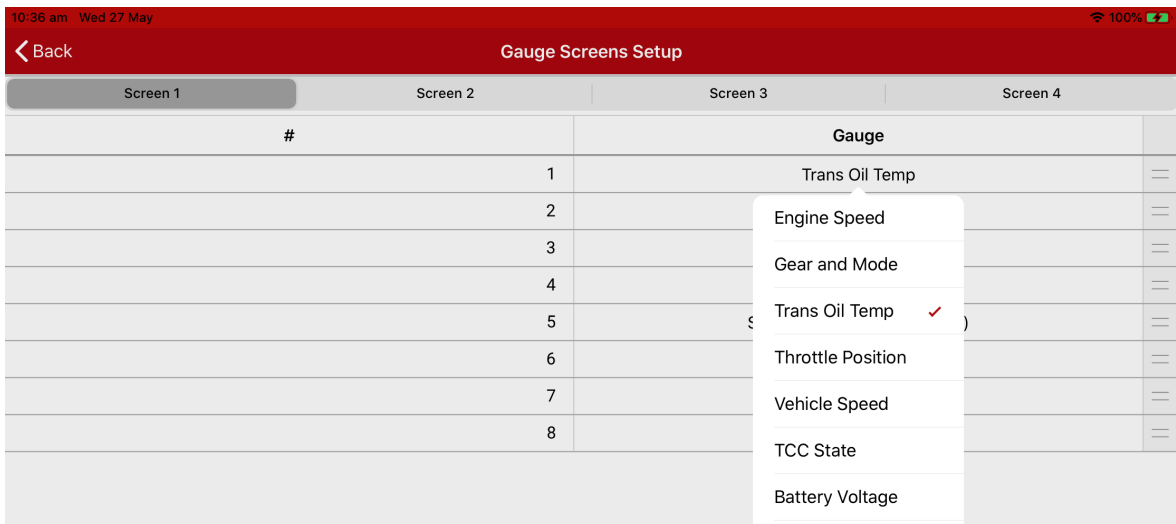 10:36 am Wed 27 May 100%
Back Gauge Screens Setup
Screen 1 Screen 2 Screen 3 Screen 4
# Gauge
1 Trans Oil Temp
2
Engine Speed
3
Gear and Mode
4
Trans Oil Temp
5 )
Throttle Position
6
Vehicle Speed
7
TCC State
8
Battery Voltage